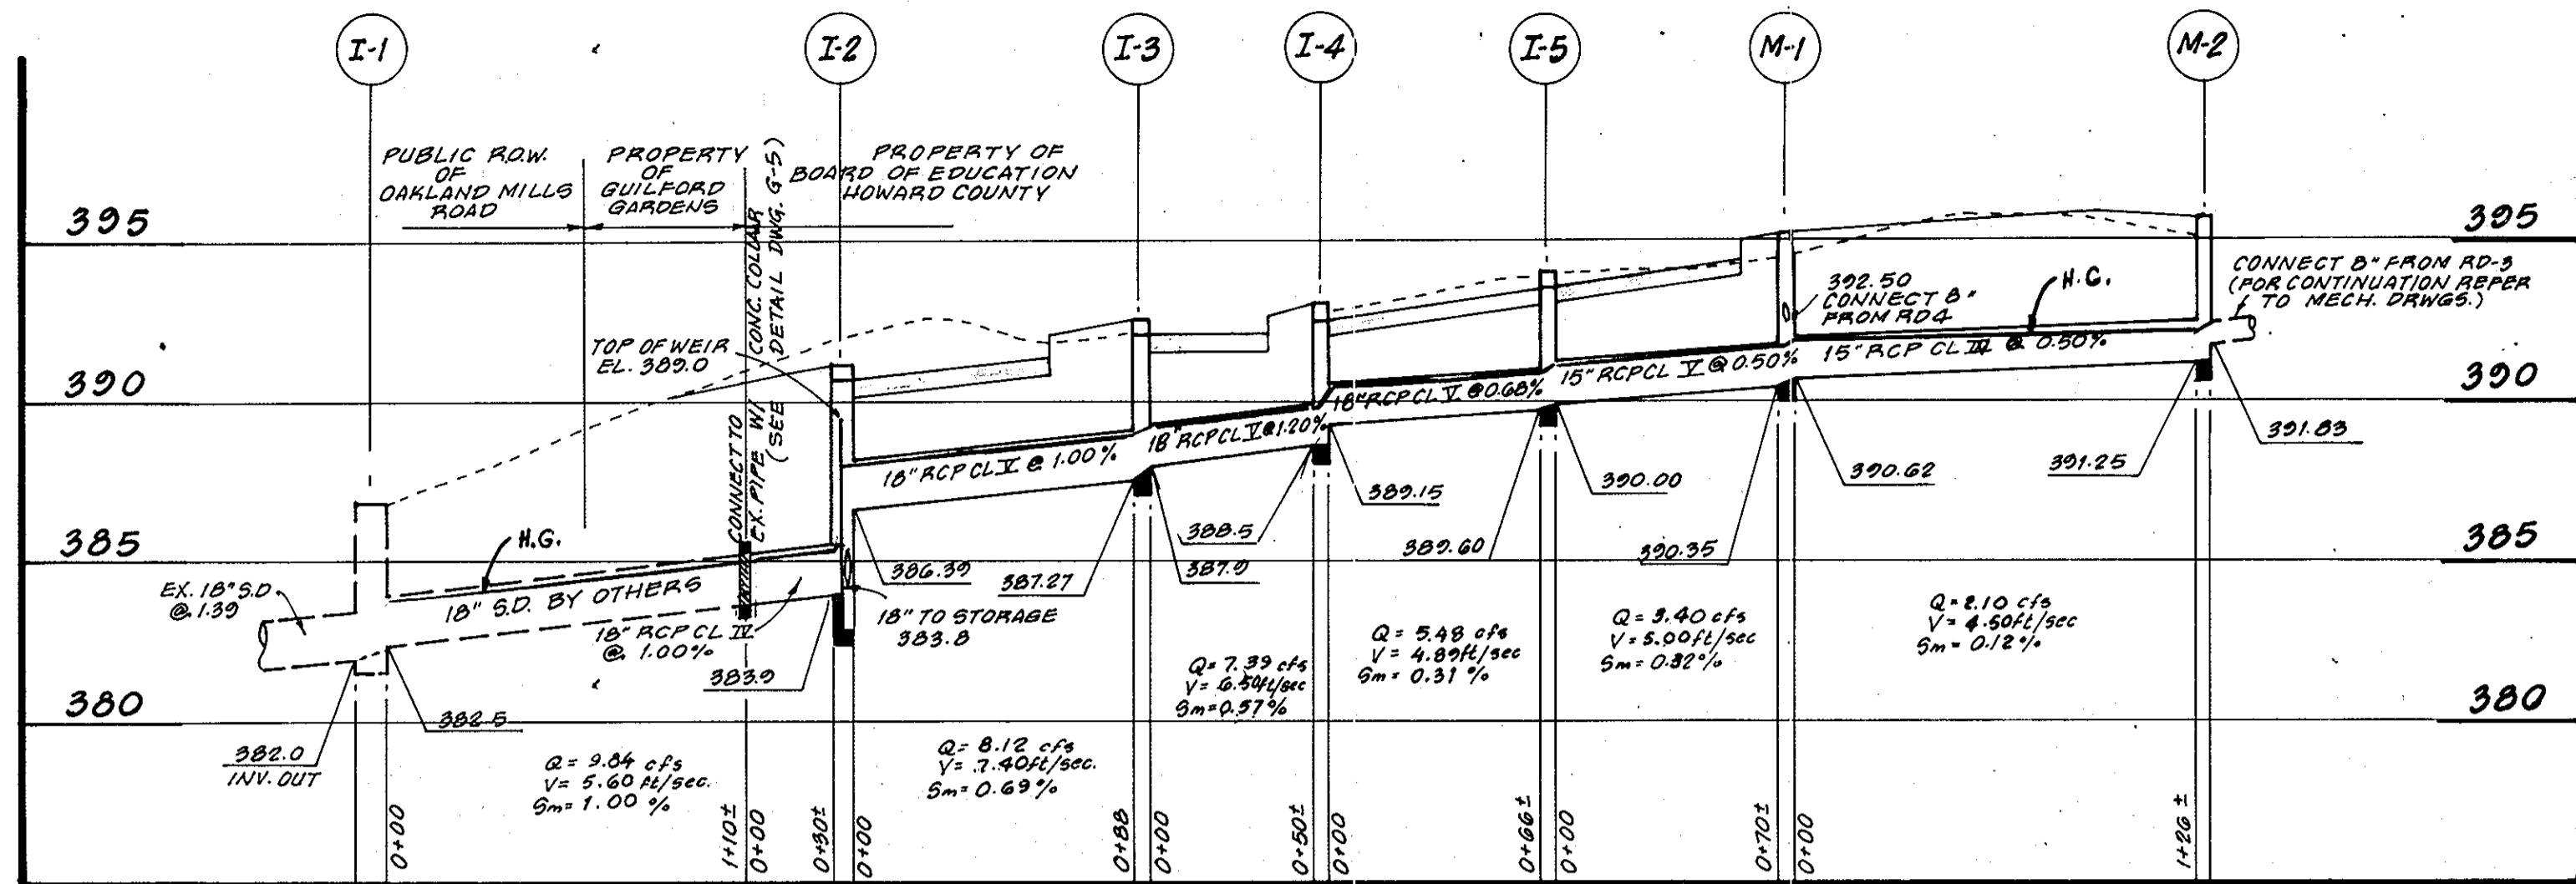 I-1
I-2
I-3
I-4
I-5
M-1
M-2
PUBLIC R.O.W.
OF
OAKLAND MILLS
ROAD
PROPERTY
OF
GUILFORD
GARDENS
PROPERTY OF
BOARD OF EDUCATION
HOWARD COUNTY
CONNECT TO
EX. PIPE W/ CONC. COLLAR
(SEE DETAIL DWG. G-5)
395
395
390
390
385
385
380
380
TOP OF WEIR
EL. 389.0
392.50
CONNECT 8"
FROM RD4
H.G.
CONNECT 8" FROM RD-3
(FOR CONTINUATION REFER
TO MECH. DRWGS.)
18" RCP CL V @ 1.00%
18" RCP CL V @ 1.20%
18" RCP CL V @ 0.68%
15" RCP CL V @ 0.50%
15" RCP CL IV @ 0.50%
391.83
391.25
390.62
390.00
390.35
389.60
389.15
388.5
387.9
387.27
386.39
H.G.
EX. 18" S.D.
@ 1.39
18" S.D. BY OTHERS
18" RCP CL IV
@ 1.00%
18" TO STORAGE
383.8
383.9
382.5
382.0
INV. OUT
Q = 9.84 cfs
V = 5.60 ft/sec.
Sm = 1.00 %
Q = 8.12 cfs
V = 7.40 ft/sec.
Sm = 0.69 %
Q = 7.39 cfs
V = 6.50 ft/sec
Sm = 0.57 %
Q = 5.48 cfs
V = 4.89 ft/sec
Sm = 0.31 %
Q = 3.40 cfs
V = 5.00 ft/sec
Sm = 0.32 %
Q = 2.10 cfs
V = 4.50 ft/sec
Sm = 0.12 %
0+00
1+10±
0+00
0+30±
0+00
0+88
0+00
0+50±
0+00
0+66±
0+00
0+70±
0+00
1+26±